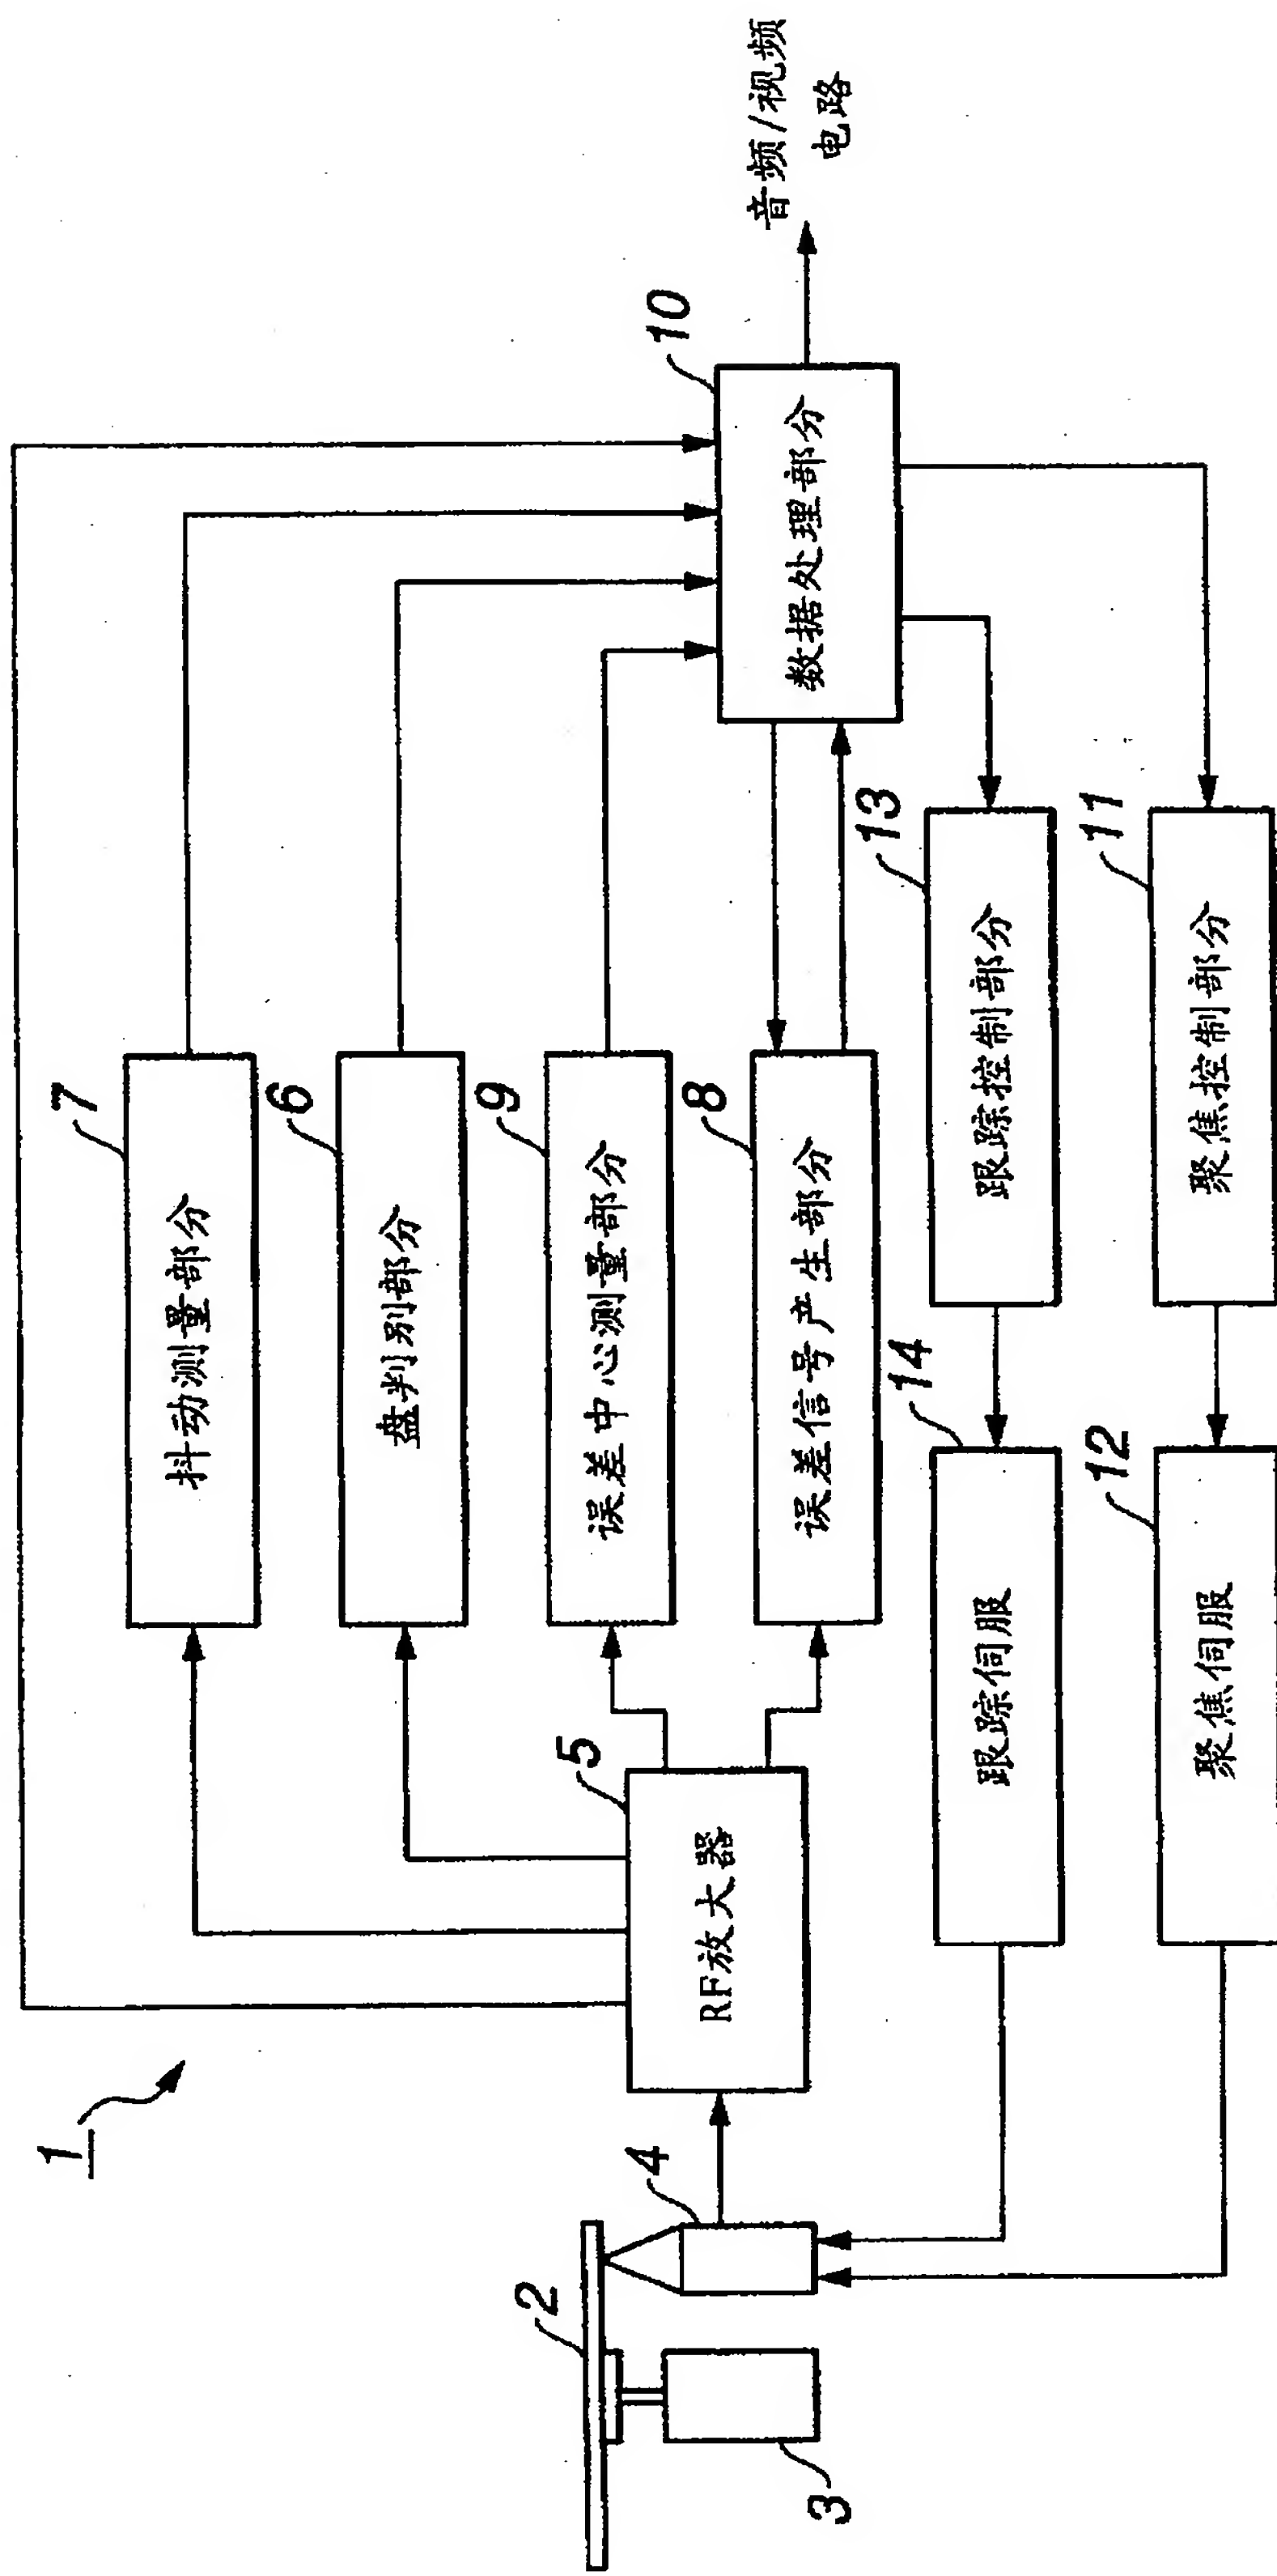 1
7
抖动测量部分
6
盘判别部分
9
误差中心测量部分
8
误差信号产生部分
5
RF放大器
10
数据处理部分
音频/视频
电路
2
3
4
14
跟踪伺服
13
跟踪控制部分
12
聚焦伺服
11
聚焦控制部分